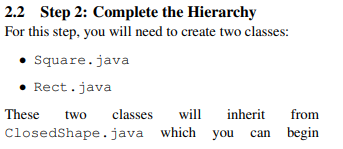 2.2 Step 2: Complete the Hierarchy
For this step, you will need to create two classes:
• Square.java
• Rect.java
These two classes will inherit from
ClosedShape.java which you can begin